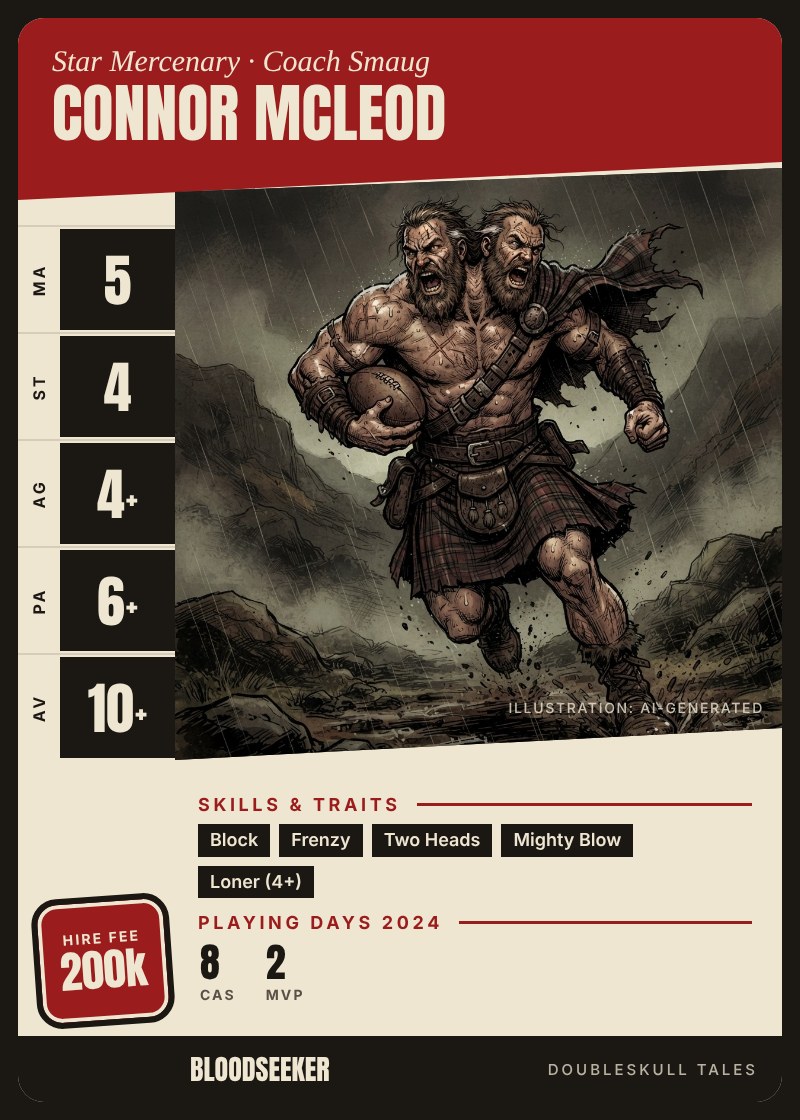 Star Mercenary · Coach Smaug
CONNOR MCLEOD
MA 5
ST 4
AG 4+
PA 6+
AV 10+
ILLUSTRATION: AI-GENERATED
SKILLS & TRAITS
Block Frenzy Two Heads Mighty Blow
Loner (4+)
PLAYING DAYS 2024
8 2
CAS MVP
HIRE FEE
200K
BLOODSEEKER DOUBLESKULL TALES